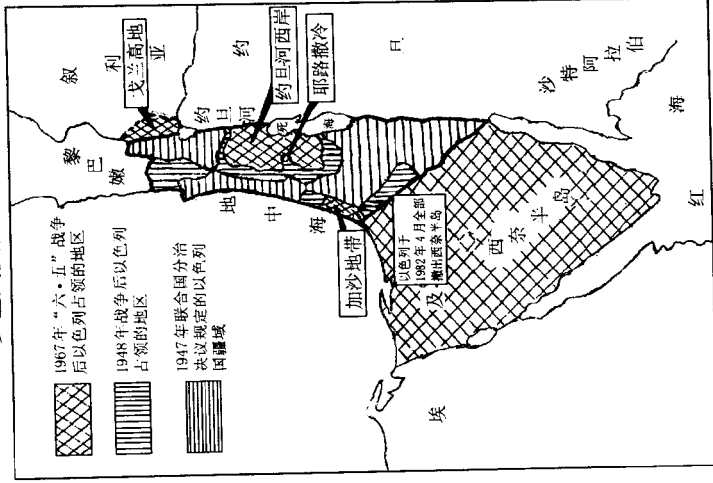 1967年“六·五”战争
后以色列占领的地区
1948年战争后以色列
占领的地区
1947年联合国分治
决议规定的以色列
国疆域
黎巴嫩
叙利亚
戈兰高地
约旦河
约旦
约旦河西岸
耶路撒冷
死海
地中海
加沙地带
以色列于
1982年4月全部
撤出西奈半岛
西奈半岛
埃及
沙特阿拉伯
红海